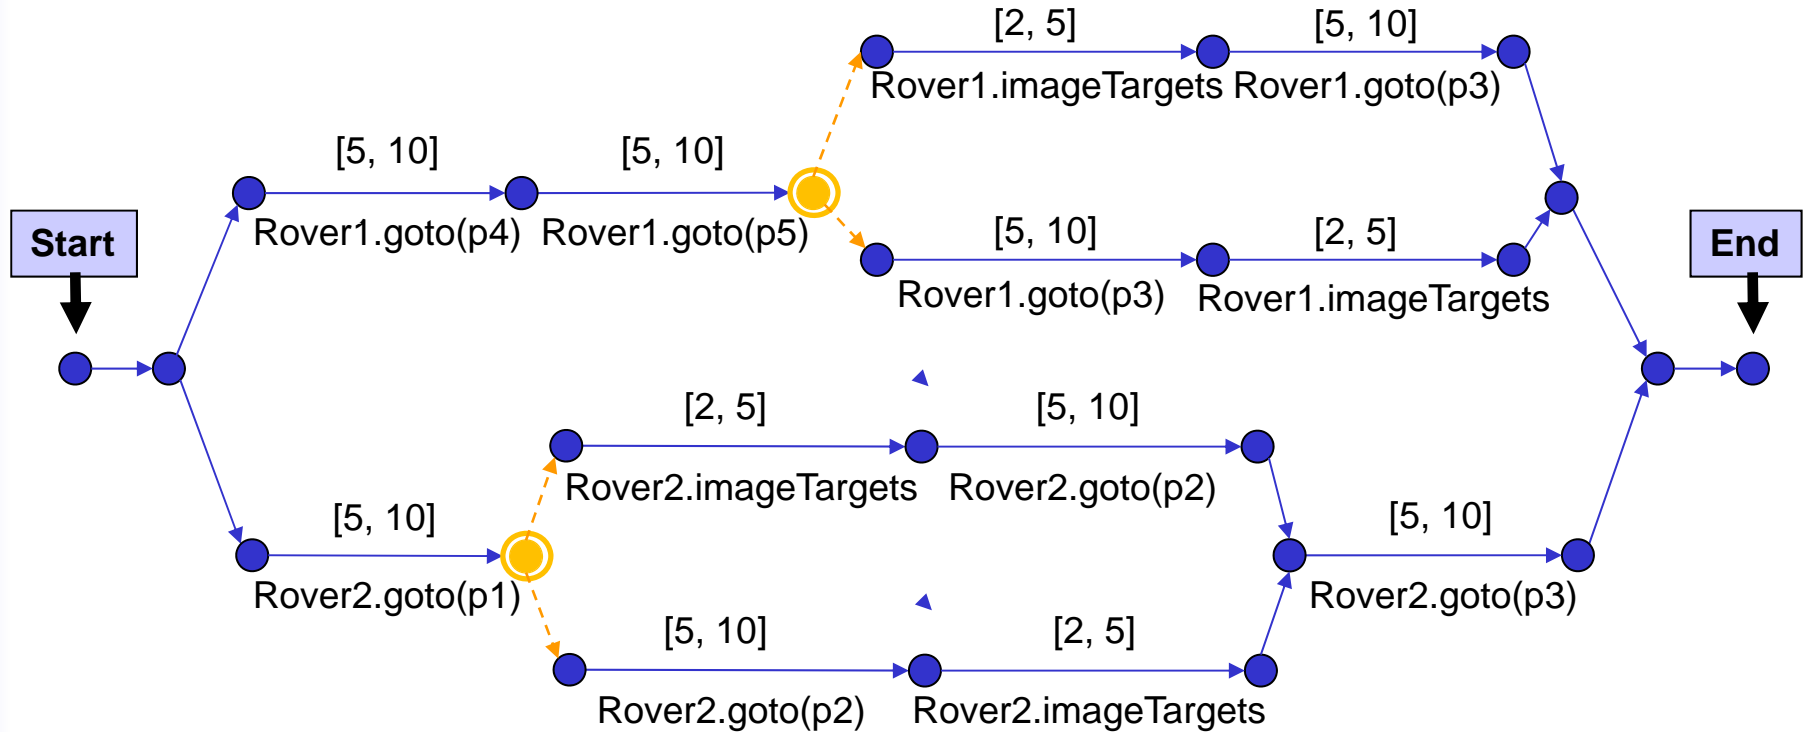 [2, 5] [5, 10]
Rover1.imageTargets Rover1.goto(p3)
[5, 10] [5, 10]
Rover1.goto(p4) Rover1.goto(p5)
[5, 10] [2, 5]
Rover1.goto(p3) Rover1.imageTargets
Start
End
[2, 5] [5, 10]
Rover2.imageTargets Rover2.goto(p2)
[5, 10]
Rover2.goto(p1)
[5, 10]
Rover2.goto(p3)
[5, 10] [2, 5]
Rover2.goto(p2) Rover2.imageTargets